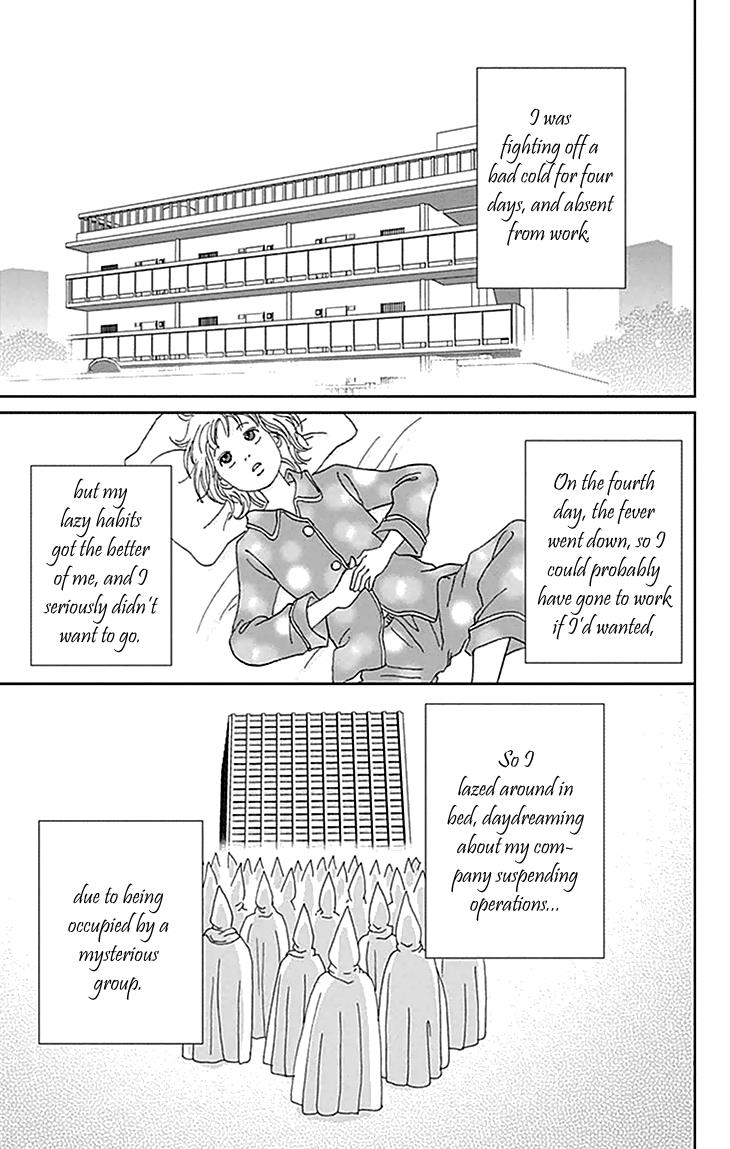 I was
fighting off a
bad cold for four
days, and absent
from work.
On the fourth
day, the fever
went down, so I
could probably
have gone to work
if I'd wanted,
but my
lazy habits
got the better
of me, and I
seriously didn't
want to go.
So I
lazed around in
bed, daydreaming
about my com-
pany suspending
operations...
due to being
occupied by a
mysterious
group.